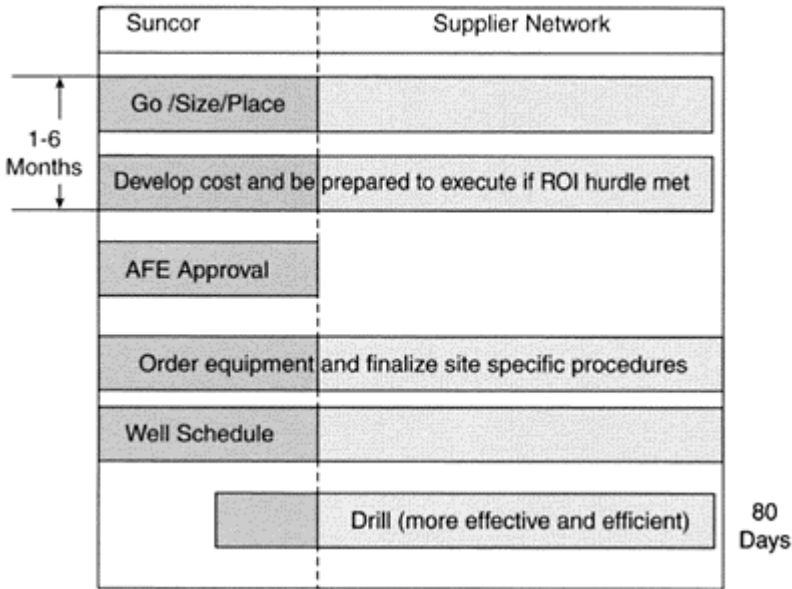 Suncor
Supplier Network
Go /Size/Place
1-6
Months
Develop cost and be prepared to execute if ROI hurdle met
AFE Approval
Order equipment and finalize site specific procedures
Well Schedule
Drill (more effective and efficient)
80
Days